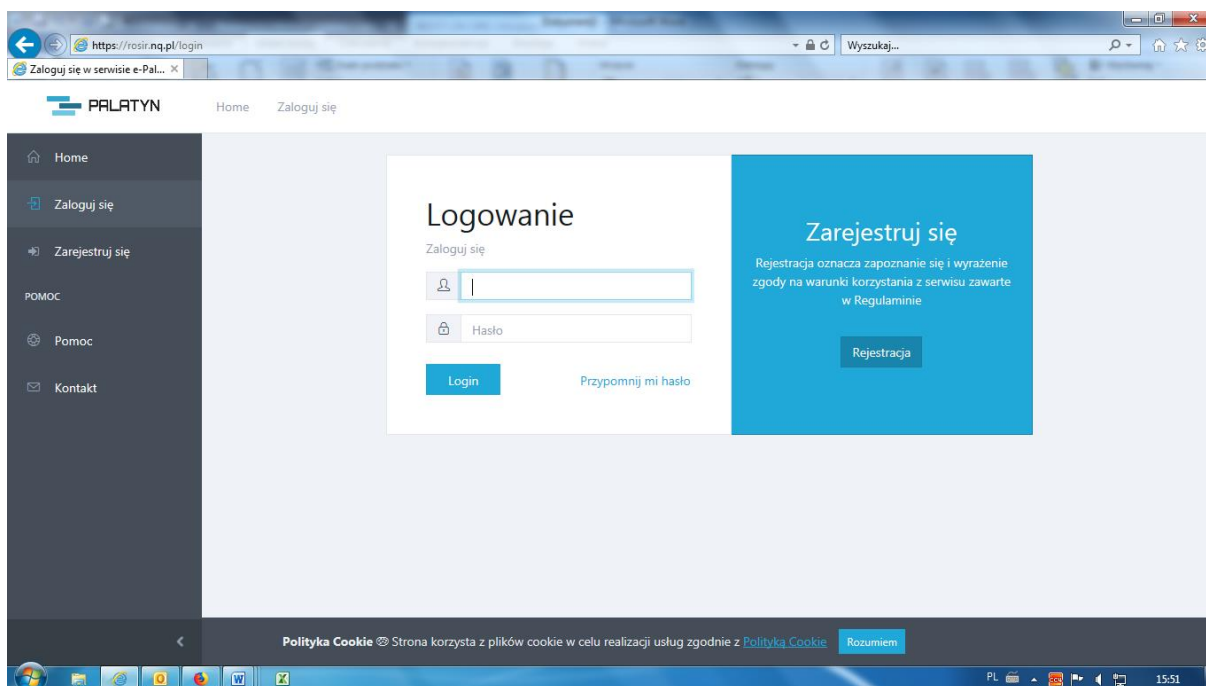 https://rosir.nq.pl/login
Wyszukaj...
Zaloguj się w serwisie e-Pal...
PALATYN
Home
Zaloguj się
Home
Zaloguj się
Zarejestruj się
POMOC
Pomoc
Kontakt
Logowanie
Zaloguj się
Hasło
Login
Przypomnij mi hasło
Zarejestruj się
Rejestracja oznacza zapoznanie się i wyrażenie
zgody na warunki korzystania z serwisu zawarte
w Regulaminie
Rejestracja
Polityka Cookie Strona korzysta z plików cookie w celu realizacji usług zgodnie z Polityką Cookie
Rozumiem
PL
15:51